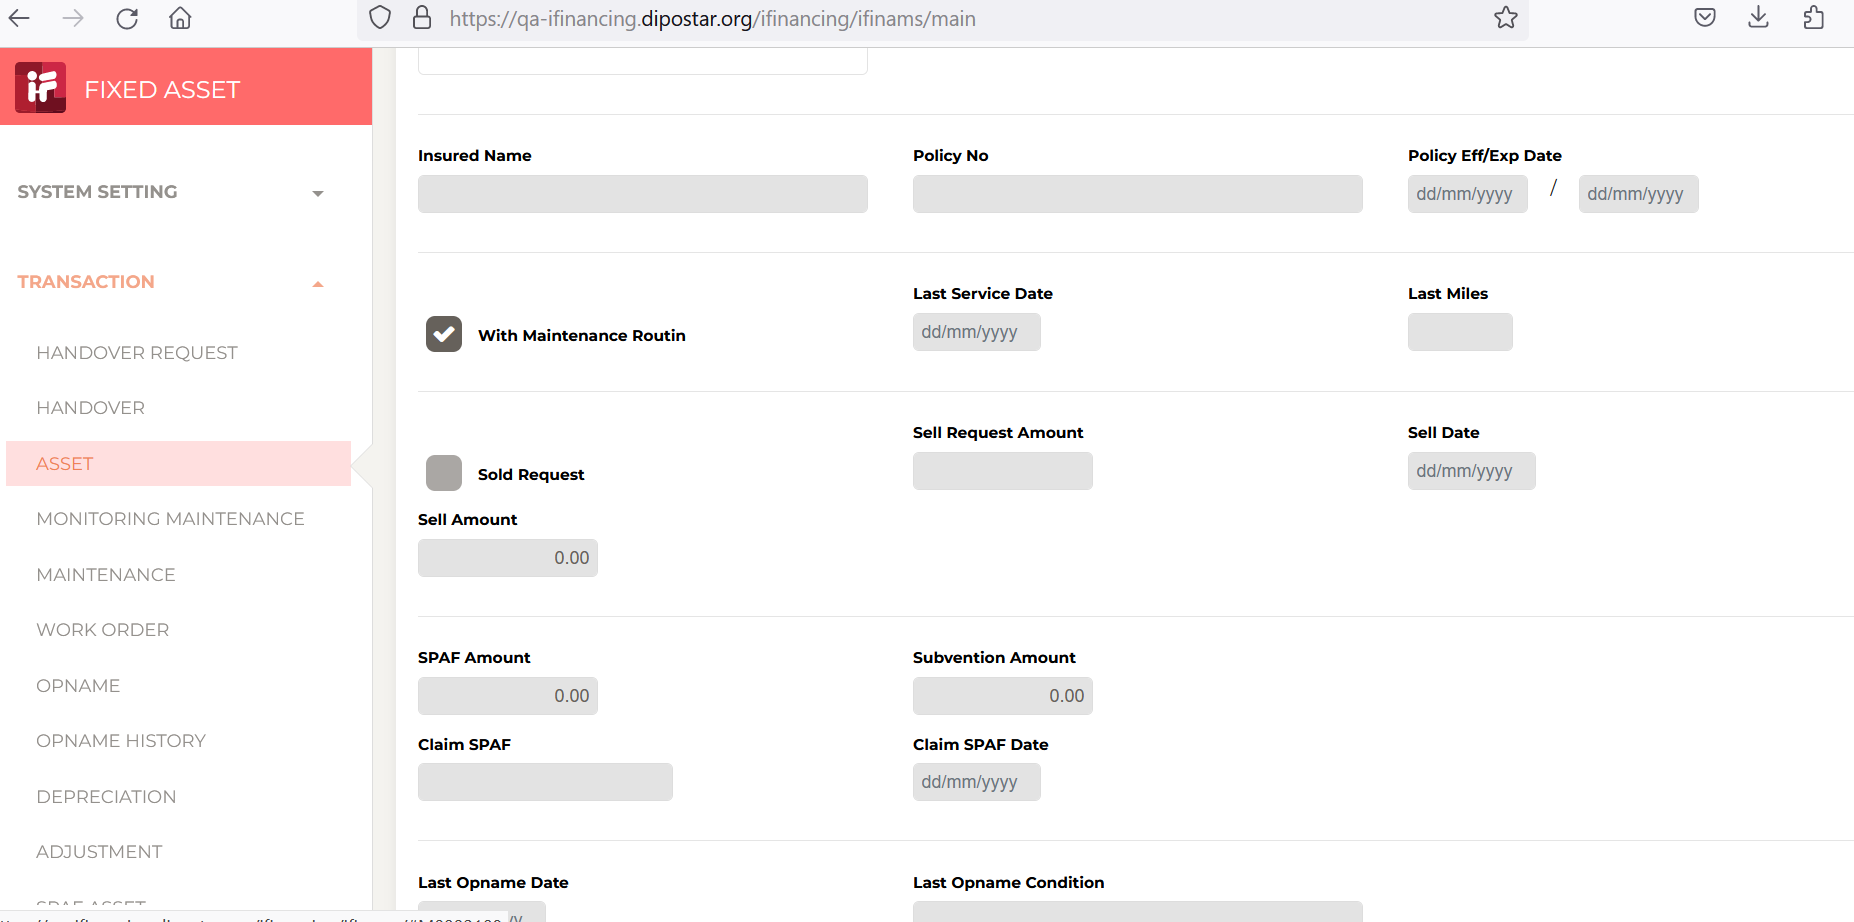 https://qa-ifinancing.dipostar.org/ifinancing/ifinams/main
iF
FIXED ASSET
SYSTEM SETTING
TRANSACTION
HANDOVER REQUEST
HANDOVER
ASSET
MONITORING MAINTENANCE
MAINTENANCE
WORK ORDER
OPNAME
OPNAME HISTORY
DEPRECIATION
ADJUSTMENT
SPAF ASSET
Insured Name Policy No Policy Eff/Exp Date
dd/mm/yyyy / dd/mm/yyyy
Last Service Date Last Miles
With Maintenance Routin dd/mm/yyyy
Sell Request Amount Sell Date
Sold Request dd/mm/yyyy
Sell Amount
0.00
SPAF Amount Subvention Amount
0.00 0.00
Claim SPAF Claim SPAF Date
dd/mm/yyyy
Last Opname Date Last Opname Condition